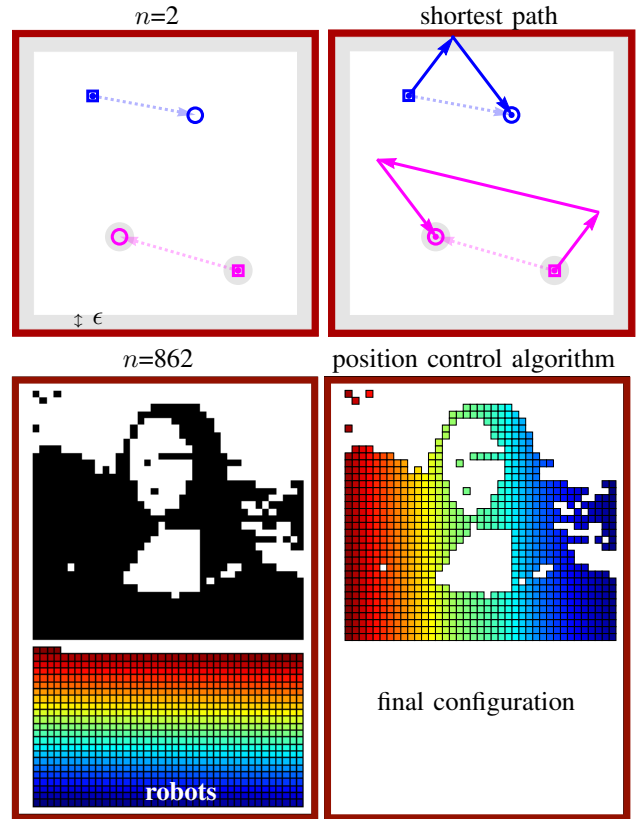 n=2
shortest path
ϵ
n=862
position control algorithm
robots
final configuration